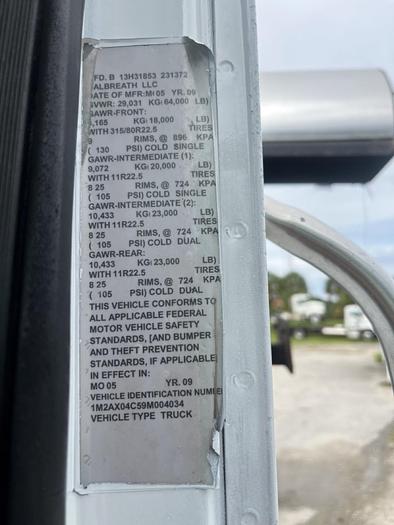 FD. B 13H31853 231372
ALBREATH LLC
DATE OF MFR: M( 05 YR. 09
GVWR: 29,031 KG( 64,000 LB)
GAWR-FRONT:
,165 KG( 18,000 LB)
WITH 315/80R22.5 TIRES
9 RIMS, @ 896 KPA
( 130 PSI) COLD SINGLE
GAWR-INTERMEDIATE (1):
9,072 KG( 20,000 LB)
WITH 11R22.5 TIRES
8 25 RIMS, @ 724 KPA
( 105 PSI) COLD SINGLE
GAWR-INTERMEDIATE (2):
10,433 KG( 23,000 LB)
WITH 11R22.5 TIRES
8 25 RIMS, @ 724 KPA
( 105 PSI) COLD DUAL
GAWR-REAR:
10,433 KG( 23,000 LB)
WITH 11R22.5 TIRES
8 25 RIMS, @ 724 KPA
( 105 PSI) COLD DUAL
THIS VEHICLE CONFORMS TO
ALL APPLICABLE FEDERAL
MOTOR VEHICLE SAFETY
STANDARDS, [AND BUMPER
AND THEFT PREVENTION
STANDARDS, IF APPLICABLE
IN EFFECT IN:
MO 05 YR. 09
VEHICLE IDENTIFICATION NUMBE
1M2AX04C59M004034
VEHICLE TYPE TRUCK